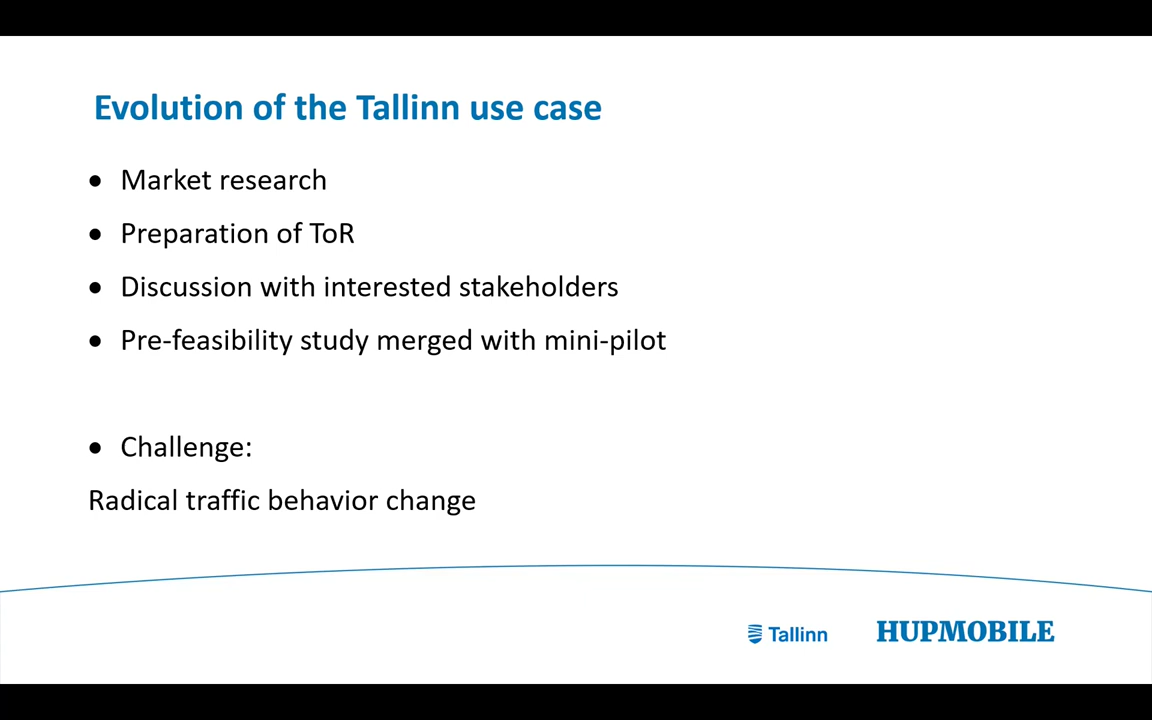 Evolution of the Tallinn use case
• Market research
• Preparation of ToR
• Discussion with interested stakeholders
• Pre-feasibility study merged with mini-pilot
• Challenge:
Radical traffic behavior change
Tallinn
HUPMOBILE